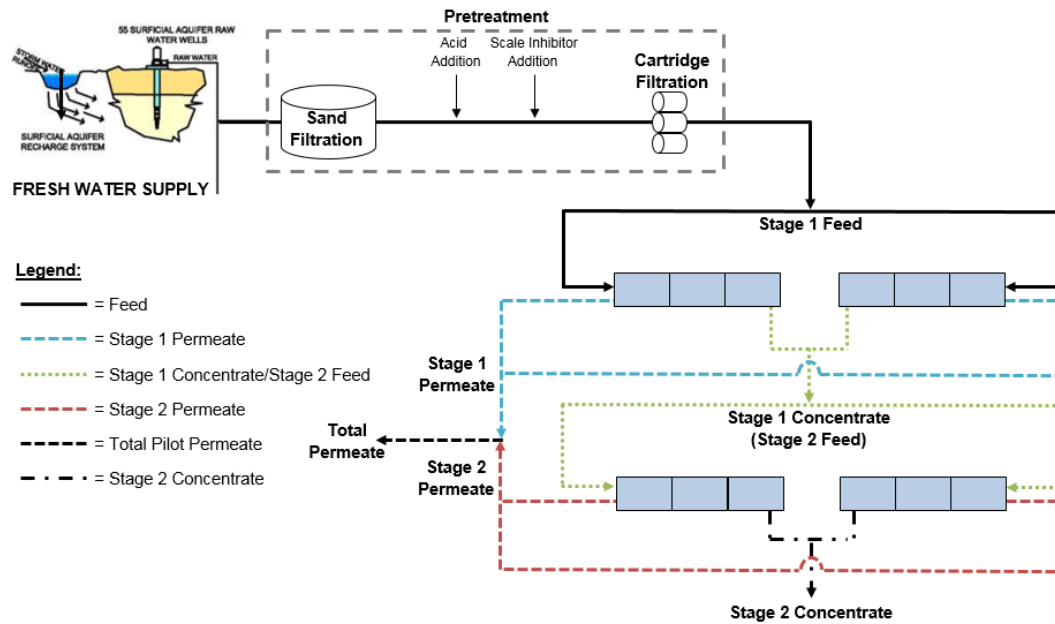 Pretreatment
55 SURFICIAL AQUIFER RAW
WATER WELLS
RAW WATER
STORM WATER
RUNOFF
SURFICIAL AQUIFER
RECHARGE SYSTEM
FRESH WATER SUPPLY
Acid
Addition
Scale Inhibitor
Addition
Cartridge
Filtration
Sand
Filtration
Stage 1 Feed
Legend:
= Feed
= Stage 1 Permeate
= Stage 1 Concentrate/Stage 2 Feed
= Stage 2 Permeate
= Total Pilot Permeate
= Stage 2 Concentrate
Stage 1
Permeate
Stage 1 Concentrate
(Stage 2 Feed)
Total
Permeate
Stage 2
Permeate
Stage 2 Concentrate